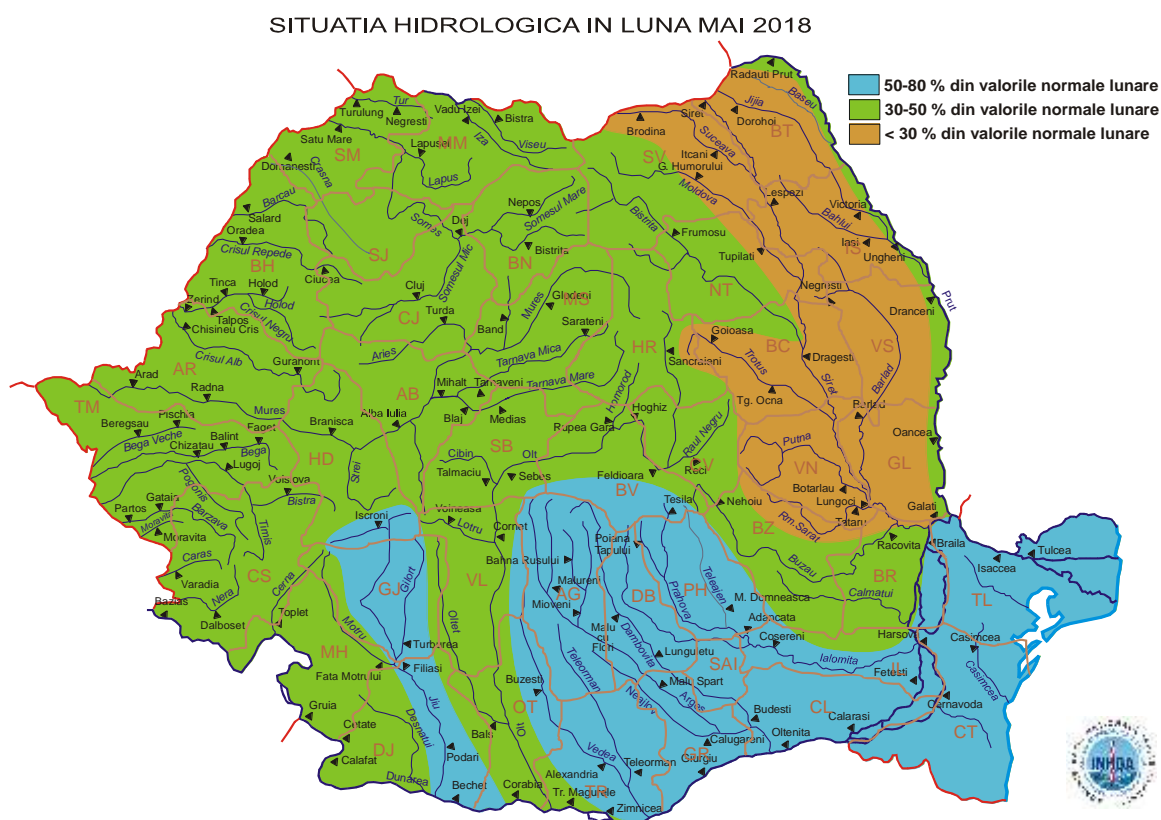 SITUATIA HIDROLOGICA IN LUNA MAI 2018
50-80 % din valorile normale lunare
30-50 % din valorile normale lunare
< 30 % din valorile normale lunare
Radauti Prut
Baseu
Tur
Turulung
Negresti
Vadu Izei
Bistra
Iza
Viseu
Satu Mare
Lapusel
MM
SM
Domanesti
Crasna
Lapus
Brodina
Siret
Jijia
Dorohoi
BT
Suceava
Itcani
SV
G. Humorului
Moldova
Lespezi
Victoria
Bahlui
Iasi
IS
Ungheni
Barcau
Salard
Oradea
Crisul Repede
BH
SJ
Somes
Dej
Nepos
Somesul Mare
Bistrita
Bistrita
BN
Frumosu
Tupilati
Ciucea
Somesul Mic
Tinca
Holod
Holod
Zerind
Talpos
Chisineu Cris
Crisul Negru
Cluj
CJ
Turda
Mures
Glodeni
MS
Band
Sarateni
NT
Negresti
Prut
Dranceni
Crisul Alb
Gurahont
AR
Arad
Radna
Aries
Tarnava Mica
HR
Goioasa
Sancraieni
BC
Trotus
Dragesti
VS
Siret
Barlad
TM
AB
Mihalt
Tarnaveni
Tarnava Mare
Homorod
Tg. Ocna
Pischia
Mures
Beregsau
Bega Veche
Chizatau
Balint
Faget
Bega
Lugoj
Branisca
Alba Iulia
Blaj
Medias
Rupea Gara
Hoghiz
Raul Negru
Oancea
Putna
GL
VN
HD
Strei
SB
Cibin
Olt
Talmaciu
Sebes
Feldioara
Reci
BV
Botarlau
Lungoci
Tataru
Galati
Voislova
Bistra
Pogonis
Gataia
Partos
Moravita
Moravita
Barzava
Timis
Iscroni
Voineasa
Lotru
Cornet
Tesila
Nehoiu
BZ
Rm.Sarat
Racovita
Braila
Isaccea
Tulcea
Caras
Varadia
CS
Cerna
Nera
Bazias
Dalboset
Toplet
GJ
Gilort
VL
Bahna Rusului
Poiana
Tapului
Teleajen
PH
Prahova
Buzau
BR
Calmatui
TL
AG
Matureni
Mioveni
DB
Malu
cu
Flori
M. Domneasca
Adancata
Cosereni
Harsova
Casimcea
Casimcea
Motru
MH
Turburea
Filiasi
Fata Motrului
Oltet
Dambovita
Lunguletu
SAI
Ialomita
IL
Fetesti
Gruia
Cetate
Calafat
DJ
Desnatui
Jiu
Podari
Dunarea
Bechet
Buzesti
OT
Olt
Bals
Corabia
Teleorman
Neajlov
Malu Spart
Arges
Budesti
CL
Calarasi
Cernavoda
CT
Vedea
Alexandria
Teleorman
TR
Tr. Magurele
Zimnicea
Calugareni
GR
Giurgiu
Oltenita
INHGA